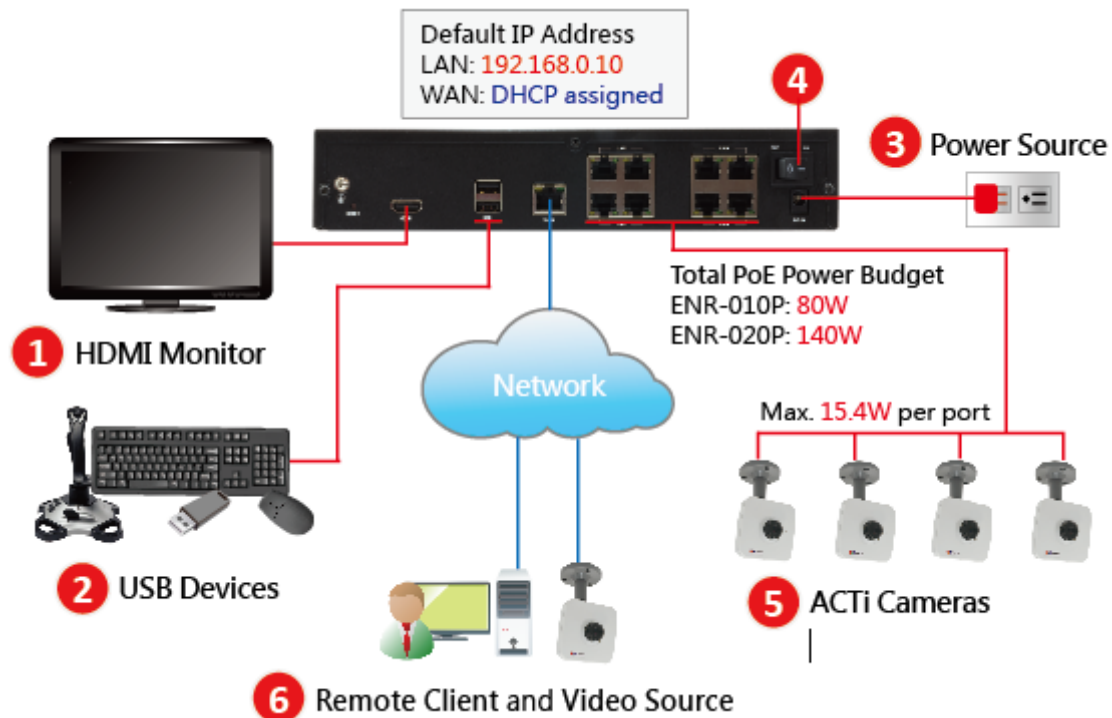 Default IP Address
LAN: 192.168.0.10
WAN: DHCP assigned
4
3 Power Source
Total PoE Power Budget
ENR-010P: 80W
ENR-020P: 140W
1 HDMI Monitor
Network
Max. 15.4W per port
2 USB Devices
5 ACTi Cameras
6 Remote Client and Video Source